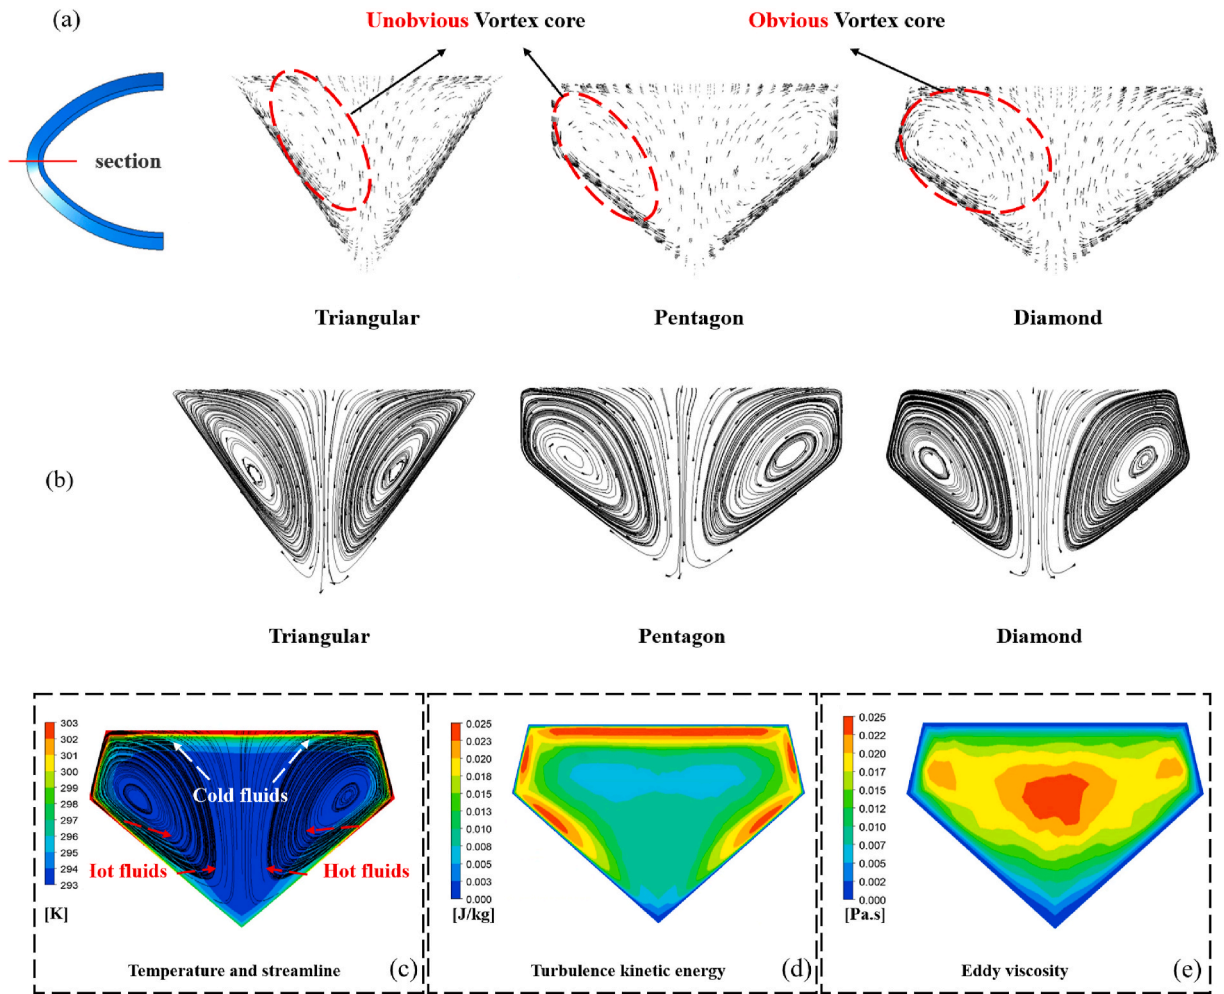 (a)
Unobvious Vortex core
Obvious Vortex core
section
Triangular
Pentagon
Diamond
(b)
Triangular
Pentagon
Diamond
303
302
301
300
299
298
297
296
295
294
293
[K]
Cold fluids
Iot fluids
Hot fluids
Temperature and streamline
(c)
0.025
0.023
0.020
0.017
0.015
0.013
0.010
0.008
0.005
0.003
0.000
[J/kg]
Turbulence kinetic energy
(d)
0.025
0.022
0.020
0.017
0.015
0.012
0.010
0.007
0.005
0.002
0.000
[Pa.s]
Eddy viscosity
(e)